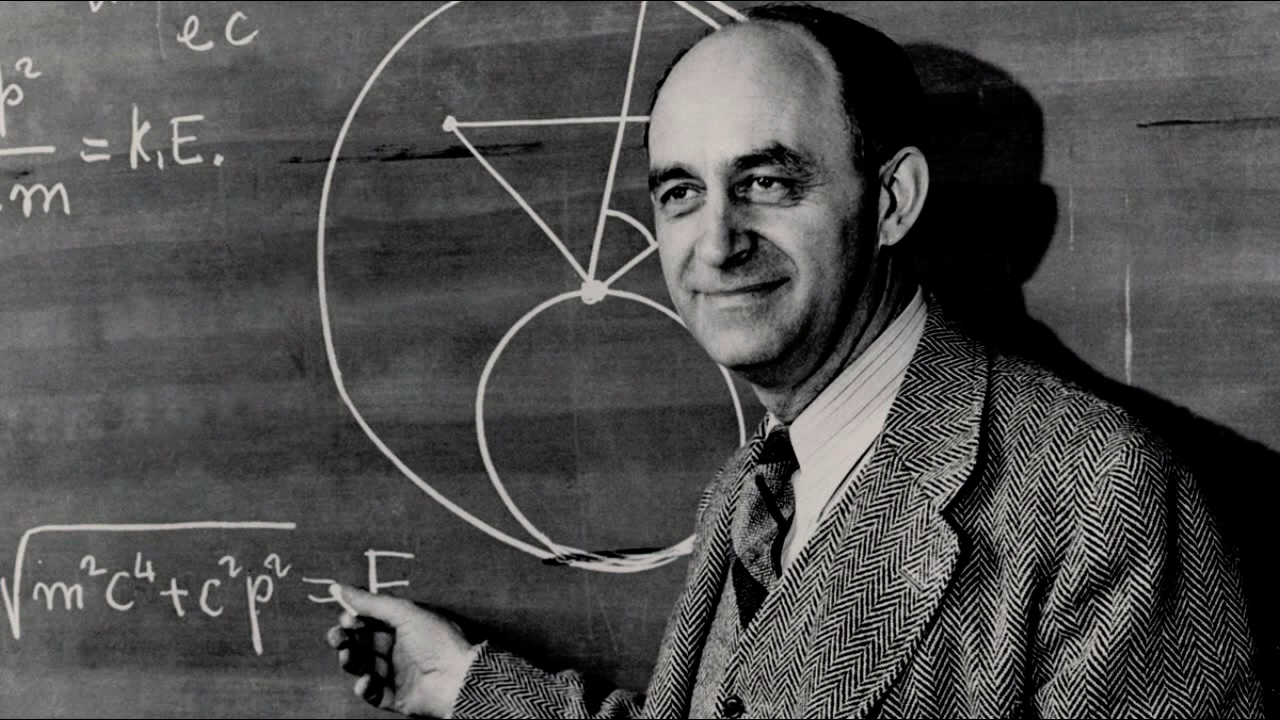 ec
p²
= K,E.
m
√m²c⁴+c²p² = E